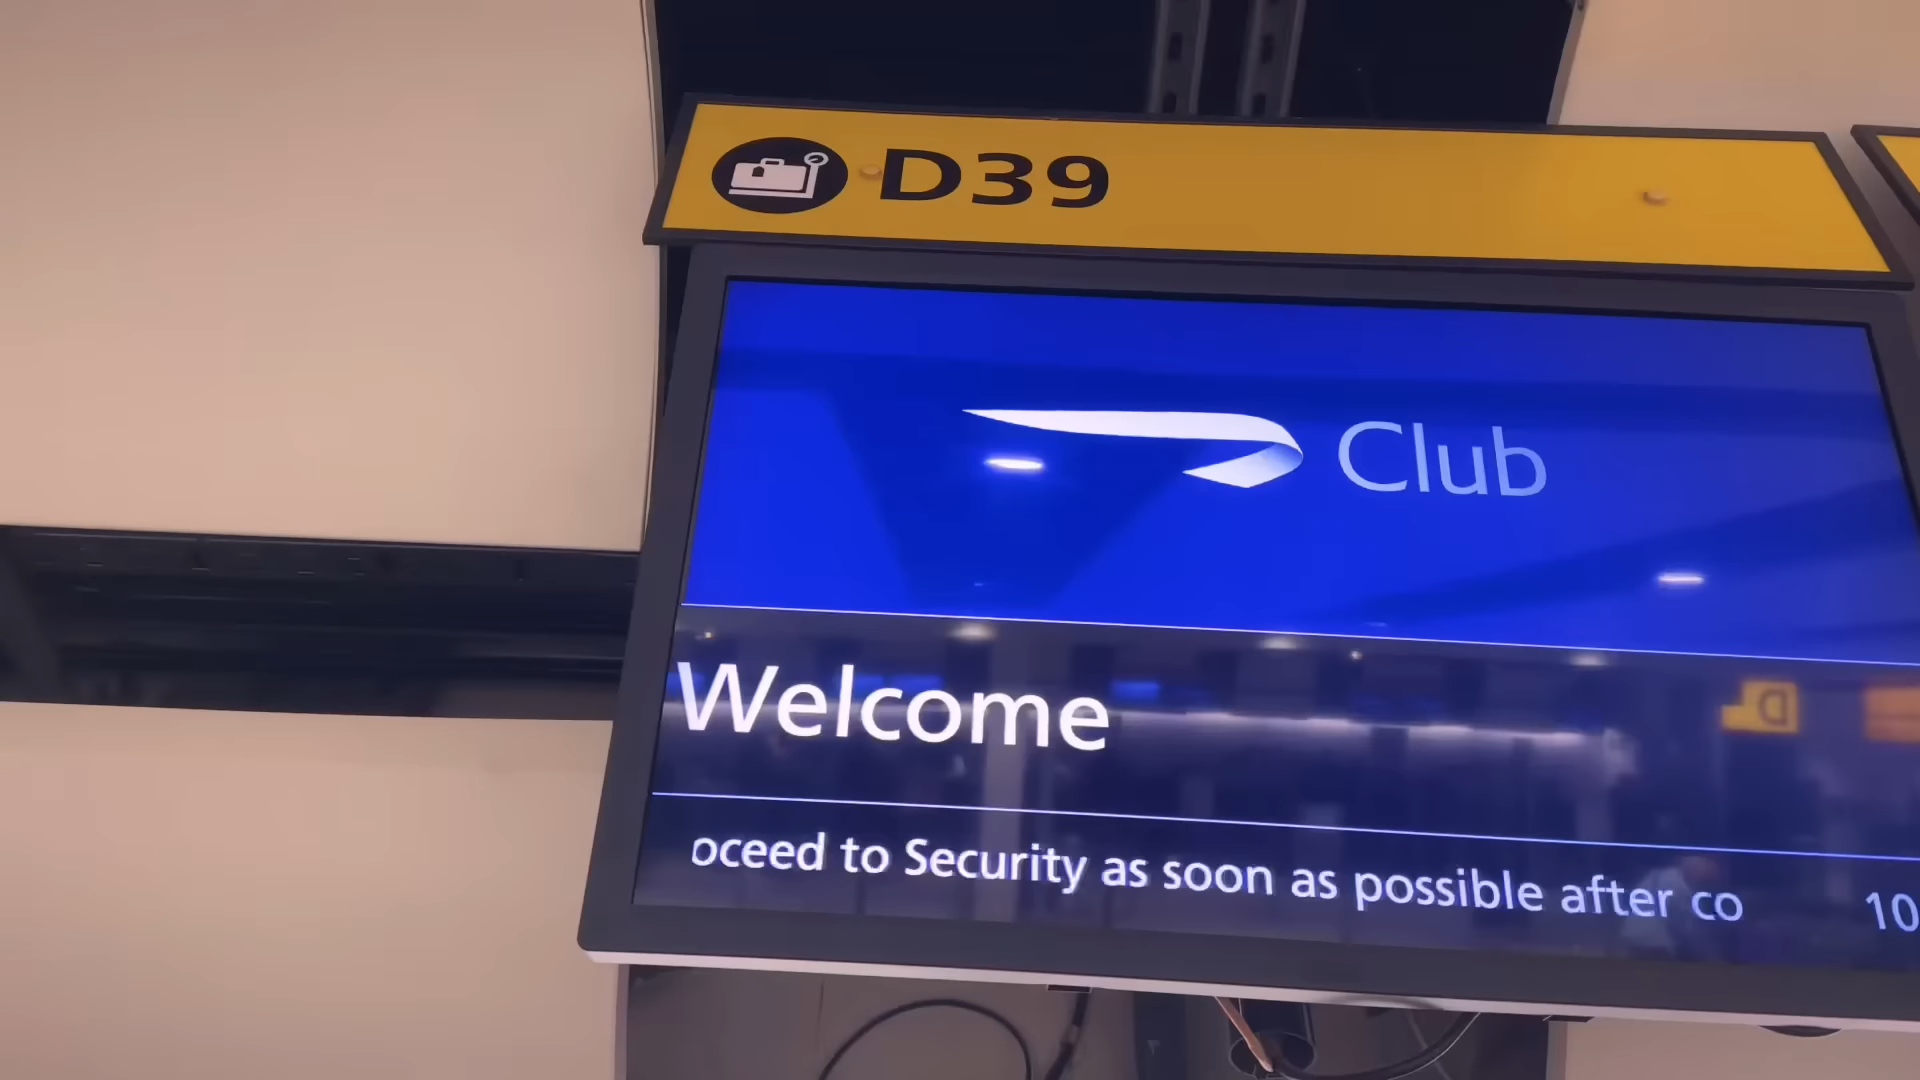 D39
Club
Welcome
oceed to Security as soon as possible after co
10